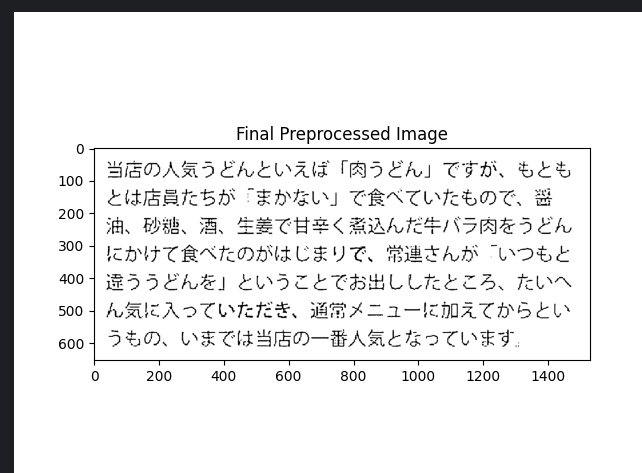 Final Preprocessed Image
0
100
200
300
400
500
600
当店の人気うどんといえば「肉うどん」ですが、もとも
とは店員たちが「まかない」で食べていたもので、醤
油、砂糖、酒、生姜で甘辛く煮込んだ牛バラ肉をうどん
にかけて食べたのがはじまりで、常連さんが「いつもと
違ううどんを」ということでお出ししたところ、たいへ
ん気に入っていただき、通常メニューに加えてからとい
うもの、いまでは当店の一番人気となっています。
0 200 400 600 800 1000 1200 1400